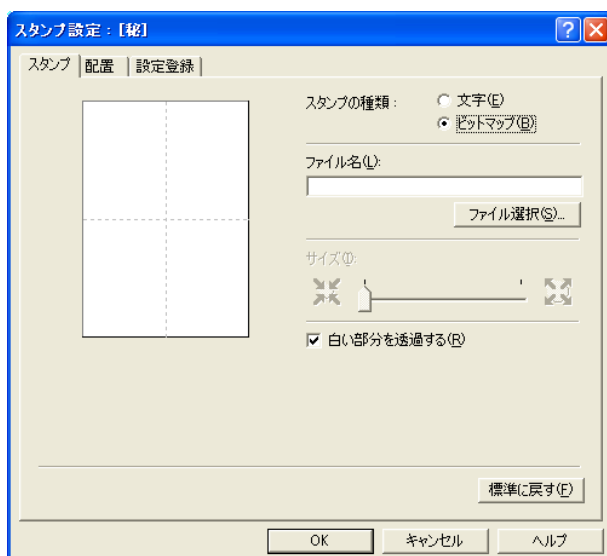 スタンプ設定：[秘]
スタンプ 配置 設定登録
スタンプの種類： 文字(E)
ビットマップ(B)
ファイル名(L):
ファイル選択(S)...
サイズ(I):
白い部分を透過する(R)
標準に戻す(F)
OK キャンセル ヘルプ